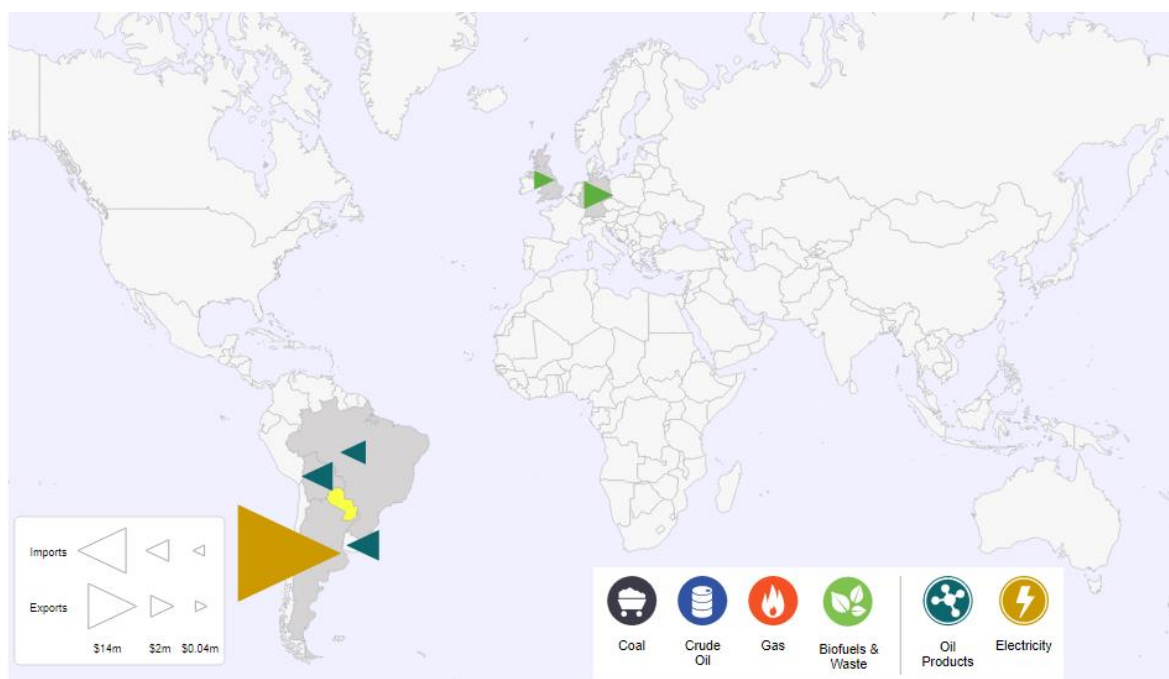 Imports
Exports
$14m $2m $0.04m
Coal
Crude
Oil
Gas
Biofuels &
Waste
Oil
Products
Electricity